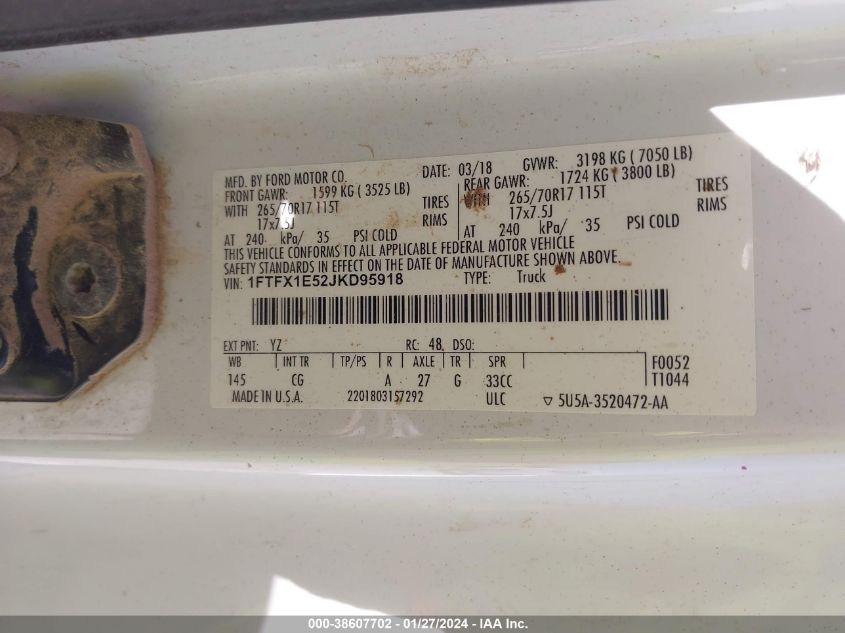 MFD. BY FORD MOTOR CO. DATE: 03/18 GVWR: 3198 KG ( 7050 LB)
FRONT GAWR: 1599 KG ( 3525 LB) REAR GAWR: 1724 KG ( 3800 LB)
WITH 265/70R17 115T TIRES WITH 265/70R17 115T TIRES
17x7.5J RIMS 17x7.5J RIMS
AT 240 kPa/ 35 PSI COLD AT 240 kPa/ 35 PSI COLD
THIS VEHICLE CONFORMS TO ALL APPLICABLE FEDERAL MOTOR VEHICLE
SAFETY STANDARDS IN EFFECT ON THE DATE OF MANUFACTURE SHOWN ABOVE.
VIN: 1FTFX1E52JKD95918 TYPE: Truck
EXT PNT: YZ RC: 48 DSO:
WB INT TR TP/PS R AXLE TR SPR F0052
145 CG A 27 G 33CC T1044
MADE IN U.S.A. 2201803157292 ULC ▽ 5U5A-3520472-AA
000-38607702 - 01/27/2024 - IAA Inc.